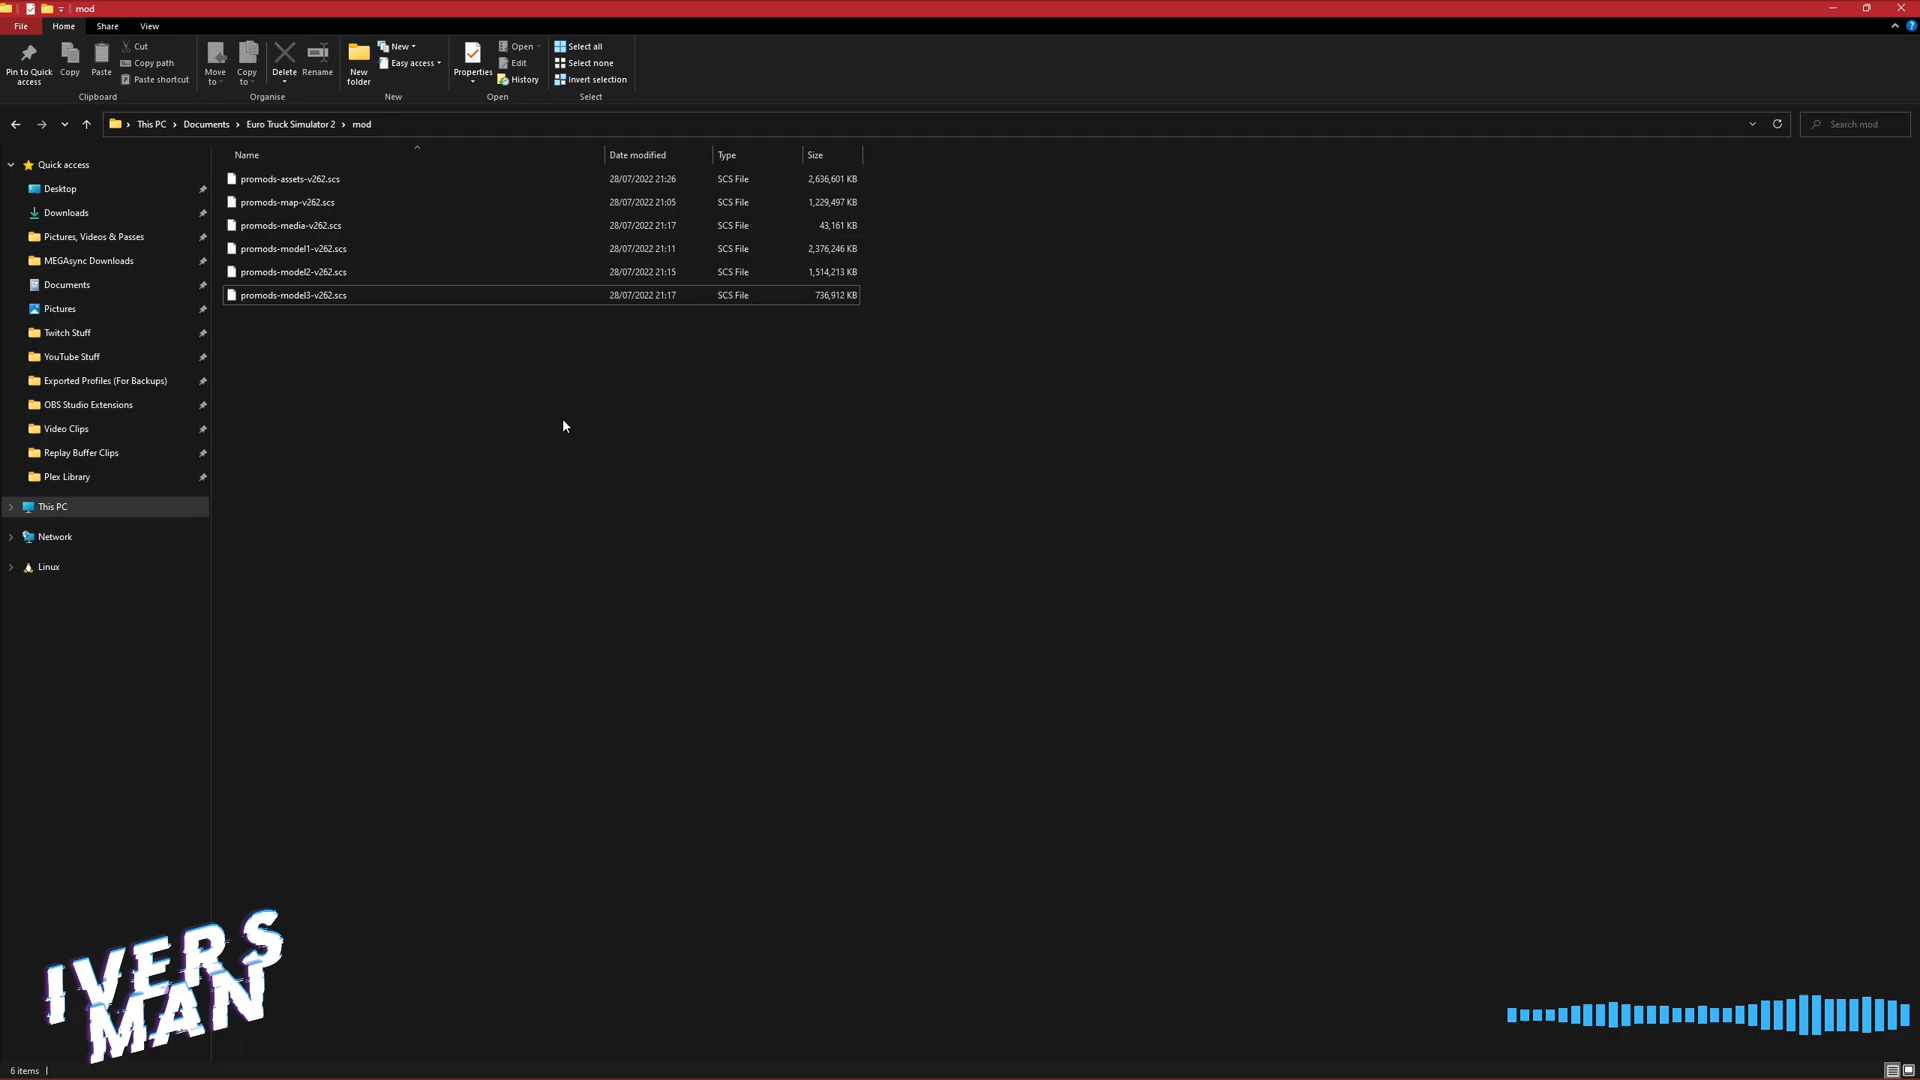 mod
File Home Share View
Pin to Quick access
Copy
Paste
Cut
Copy path
Paste shortcut
Clipboard
Move to
Copy to
Delete
Rename
Organise
New folder
New
Easy access
New
Properties
Open
Edit
History
Open
Select all
Select none
Invert selection
Select
This PC › Documents › Euro Truck Simulator 2 › mod
Search mod
Quick access
Desktop
Downloads
Pictures, Videos & Passes
MEGAsync Downloads
Documents
Pictures
Twitch Stuff
YouTube Stuff
Exported Profiles (For Backups)
OBS Studio Extensions
Video Clips
Replay Buffer Clips
Plex Library
This PC
Network
Linux
Name Date modified Type Size
promods-assets-v262.scs 28/07/2022 21:26 SCS File 2,636,601 KB
promods-map-v262.scs 28/07/2022 21:05 SCS File 1,229,497 KB
promods-media-v262.scs 28/07/2022 21:17 SCS File 43,161 KB
promods-model1-v262.scs 28/07/2022 21:11 SCS File 2,376,246 KB
promods-model2-v262.scs 28/07/2022 21:15 SCS File 1,514,213 KB
promods-model3-v262.scs 28/07/2022 21:17 SCS File 736,912 KB
IVERS
MAN
6 items